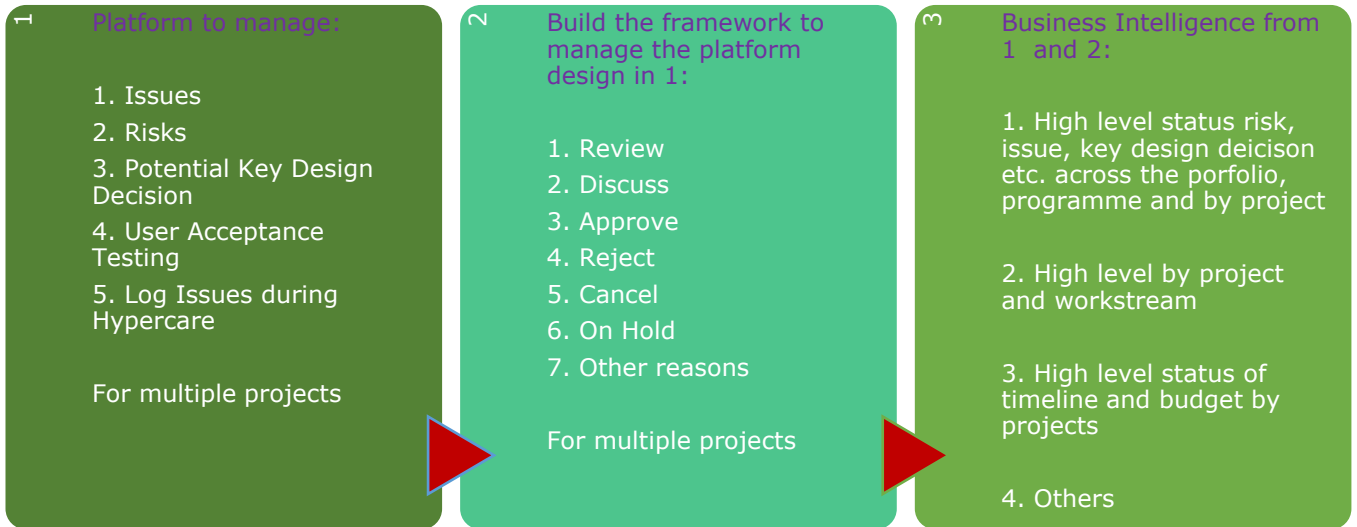 1
Platform to manage:
1. Issues
2. Risks
3. Potential Key Design
Decision
4. User Acceptance
Testing
5. Log Issues during
Hypercare
For multiple projects
2
Build the framework to
manage the platform
design in 1:
1. Review
2. Discuss
3. Approve
4. Reject
5. Cancel
6. On Hold
7. Other reasons
For multiple projects
3
Business Intelligence from
1 and 2:
1. High level status risk,
issue, key design deicison
etc. across the porfolio,
programme and by project
2. High level by project
and workstream
3. High level status of
timeline and budget by
projects
4. Others